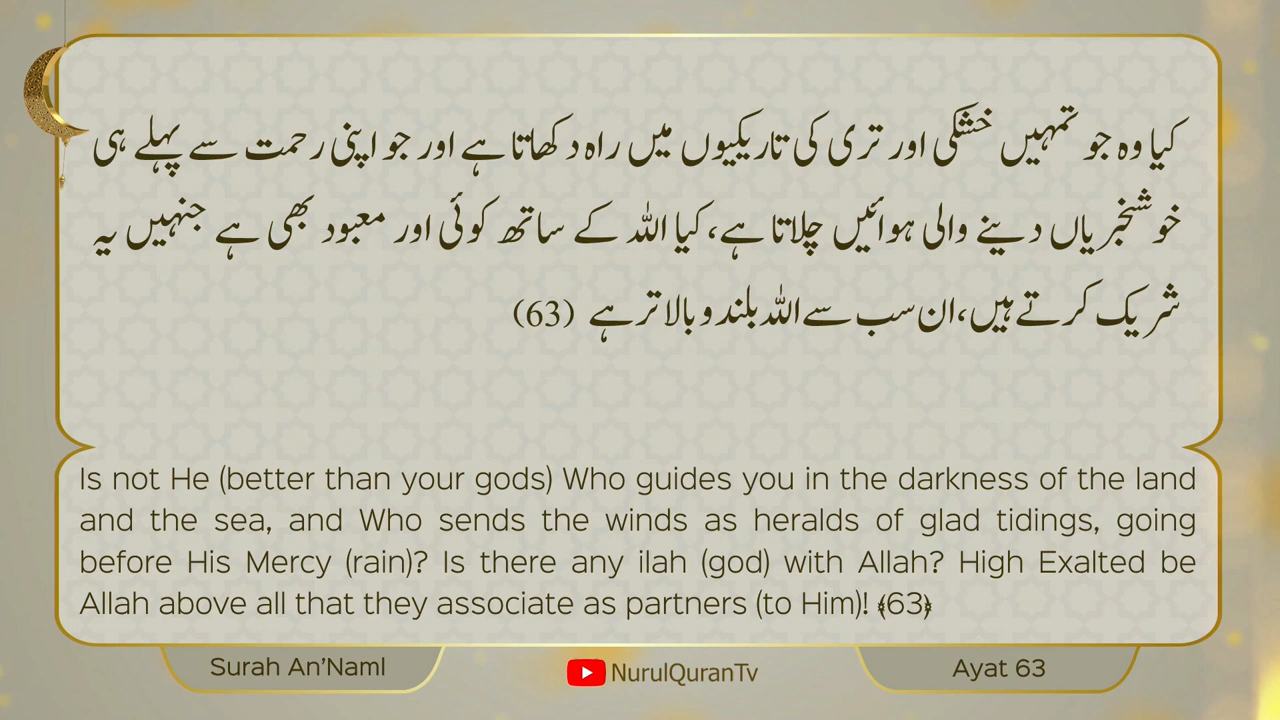 کیا وہ جو تمہیں خشکی اور تری کی تاریکیوں میں راہ دکھاتا ہے اور جو اپنی رحمت سے پہلے ہی
خوشخبریاں دینے والی ہوائیں چلاتا ہے، کیا اللہ کے ساتھ کوئی اور معبود بھی ہے جنہیں یہ
شریک کرتے ہیں،ان سب سے اللہ بلند و بالا تر ہے (63)
Is not He (better than your gods) Who guides you in the darkness of the land
and the sea, and Who sends the winds as heralds of glad tidings, going
before His Mercy (rain)? Is there any ilah (god) with Allah? High Exalted be
Allah above all that they associate as partners (to Him)! ﴾63﴿
Surah An’Naml
NurulQuranTv
Ayat 63